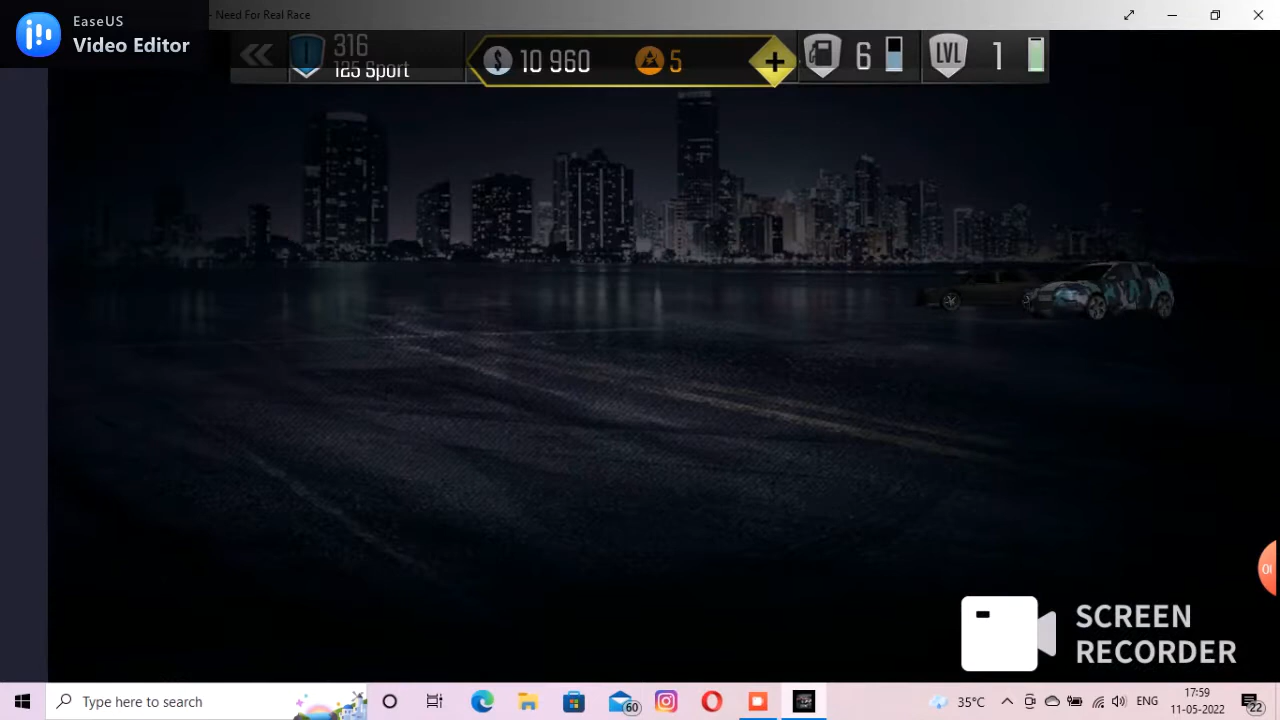 EaseUS
Video Editor
- Need For Real Race
316
125 Sport
$ 10 960
5
+
6
LVL
1
SCREEN
RECORDER
Type here to search
60
35°C
ENG
17:59
11-05-2022
22